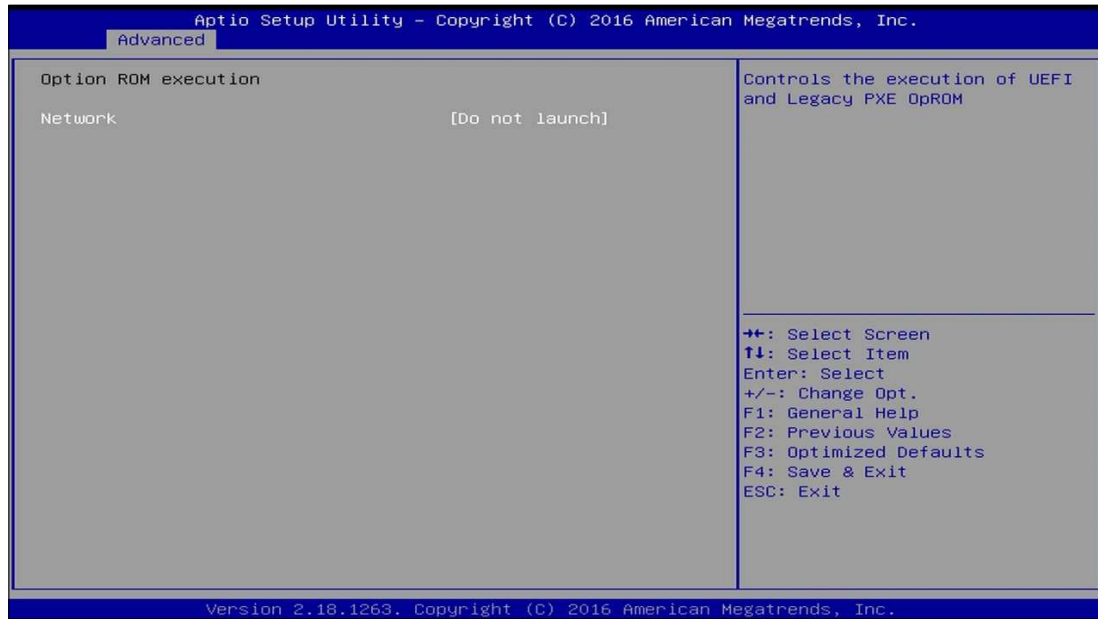 Aptio Setup Utility – Copyright (C) 2016 American Megatrends, Inc.
Advanced
Option ROM execution
Network [Do not launch]
Controls the execution of UEFI
and Legacy PXE OpROM
→←: Select Screen
↑↓: Select Item
Enter: Select
+/-: Change Opt.
F1: General Help
F2: Previous Values
F3: Optimized Defaults
F4: Save & Exit
ESC: Exit
Version 2.18.1263. Copyright (C) 2016 American Megatrends, Inc.